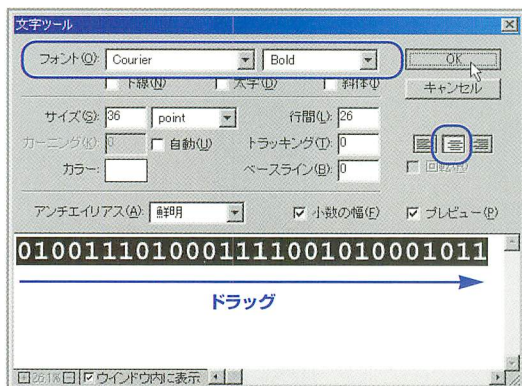 文字ツール
フォント(O): Courier Bold OK
下線(N) 太字(D) 斜体(I) キャンセル
サイズ(S): 36 point 行間(L): 26
カーニング(K): 0 自動(U) トラッキング(T): 0
カラー: ベースライン(B): 0 回転(R)
アンチエイリアス(A): 鮮明 小数の幅(F) プレビュー(P)
01001110100011111001010001011
ドラッグ
26.1% ウインドウ内に表示